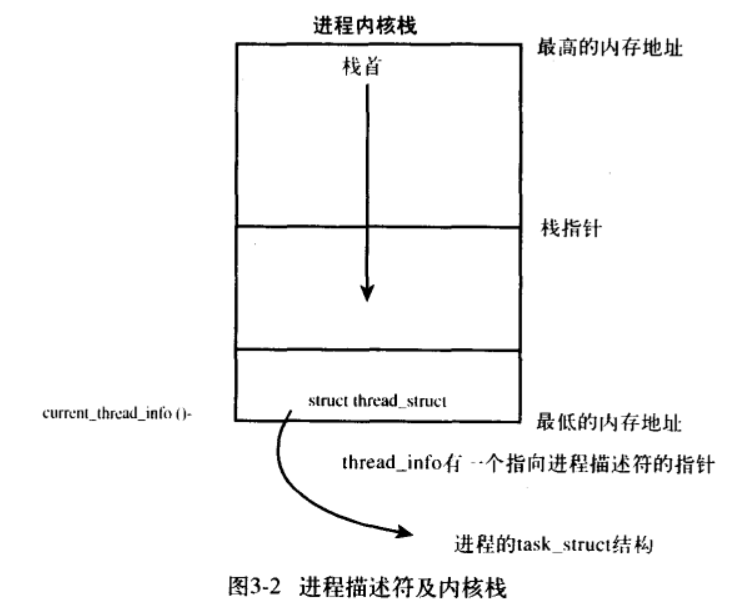 进程内核栈
最高的内存地址
栈首
栈指针
struct thread_struct
current_thread_info ()-
最低的内存地址
thread_info有一个指向进程描述符的指针
进程的task_struct结构
图3-2 进程描述符及内核栈